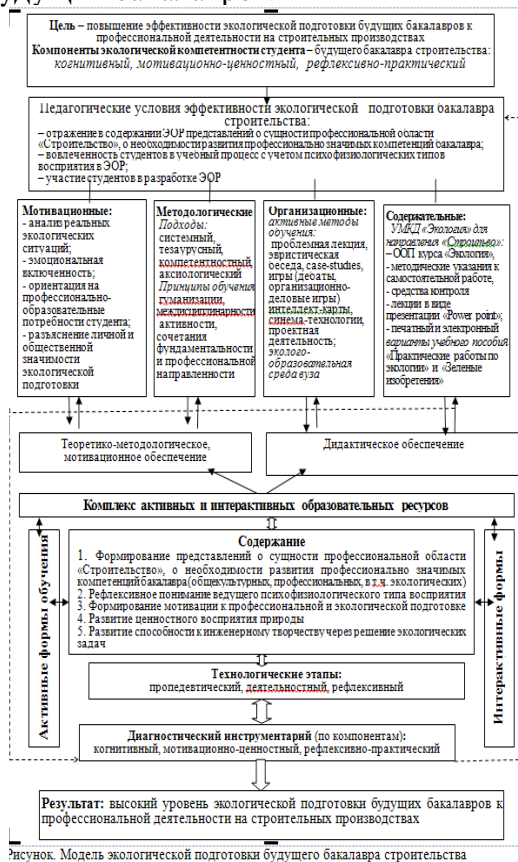 Цель – повышение эффективности экологической подготовки будущих бакалавров к
профессиональной деятельности на строительных производствах
Компоненты экологической компетентности студента – будущего бакалавра строительства:
когнитивный, мотивационно-ценностный, рефлексивно-практический
Педагогические условия эффективности экологической подготовки бакалавра
строительства:
– отражение в содержании ЭОР представлений о сущности профессиональной области
«Строительство», о необходимости развития профессионально значимых компетенций бакалавра;
– вовлеченность студентов в учебный процесс с учетом психофизиологических типов
восприятия в ЭОР;
– участие студентов в разработке ЭОР
Мотивационные:
- анализ реальных
экологических
ситуаций;
- эмоциональная
включенность;
- ориентация на
профессионально-
образовательные
потребности студента;
- разъяснение личной и
общественной
значимости
экологической
подготовки
Методологические
Подходы:
системный,
тезаурусный,
компетентностный,
аксиологический
Принципы обучения
гуманизации,
междисциплинарности
активности,
сочетания
фундаментальности
и профессиональной
направленности
Организационные:
активные методы
обучения:
проблемная лекция,
эвристическая
беседа, case-studies,
игры (дебаты,
организационно-
деловые игры)
интеллект-карты,
синема-технологии,
проектная
деятельность;
эколого-
образовательная
среда вуза
Содержательные:
УМКД «Экология» для
направления «Строит-во»:
– ООП курса «Экология»,
- методические указания к
самостоятельной работе,
- средства контроля
- лекции в виде
презентации «Power point»;
- печатный и электронный
варианты учебного пособия
«Практические работы по
экологии» и «Зеленые
изобретения»
Теоретико-методологическое,
мотивационное обеспечение
Дидактическое обеспечение
Комплекс активных и интерактивных образовательных ресурсов
Активные формы обучения
Содержание
1. Формирование представлений о сущности профессиональной области
«Строительство», о необходимости развития профессионально значимых
компетенций бакалавра (общекультурных, профессиональных, в т.ч. экологических)
2. Рефлексивное понимание ведущего психофизиологического типа восприятия
3. Формирование мотивации к профессиональной и экологической подготовке
4. Развитие ценностного восприятия природы
5. Развитие способности к инженерному творчеству через решение экологических
задач
Интерактивные формы
Технологические этапы:
пропедевтический, деятельностный, рефлексивный
Диагностический инструментарий (по компонентам):
когнитивный, мотивационно-ценностный, рефлексивно-практический
Результат: высокий уровень экологической подготовки будущих бакалавров к
профессиональной деятельности на строительных производствах
Рисунок. Модель экологической подготовки будущего бакалавра строительства